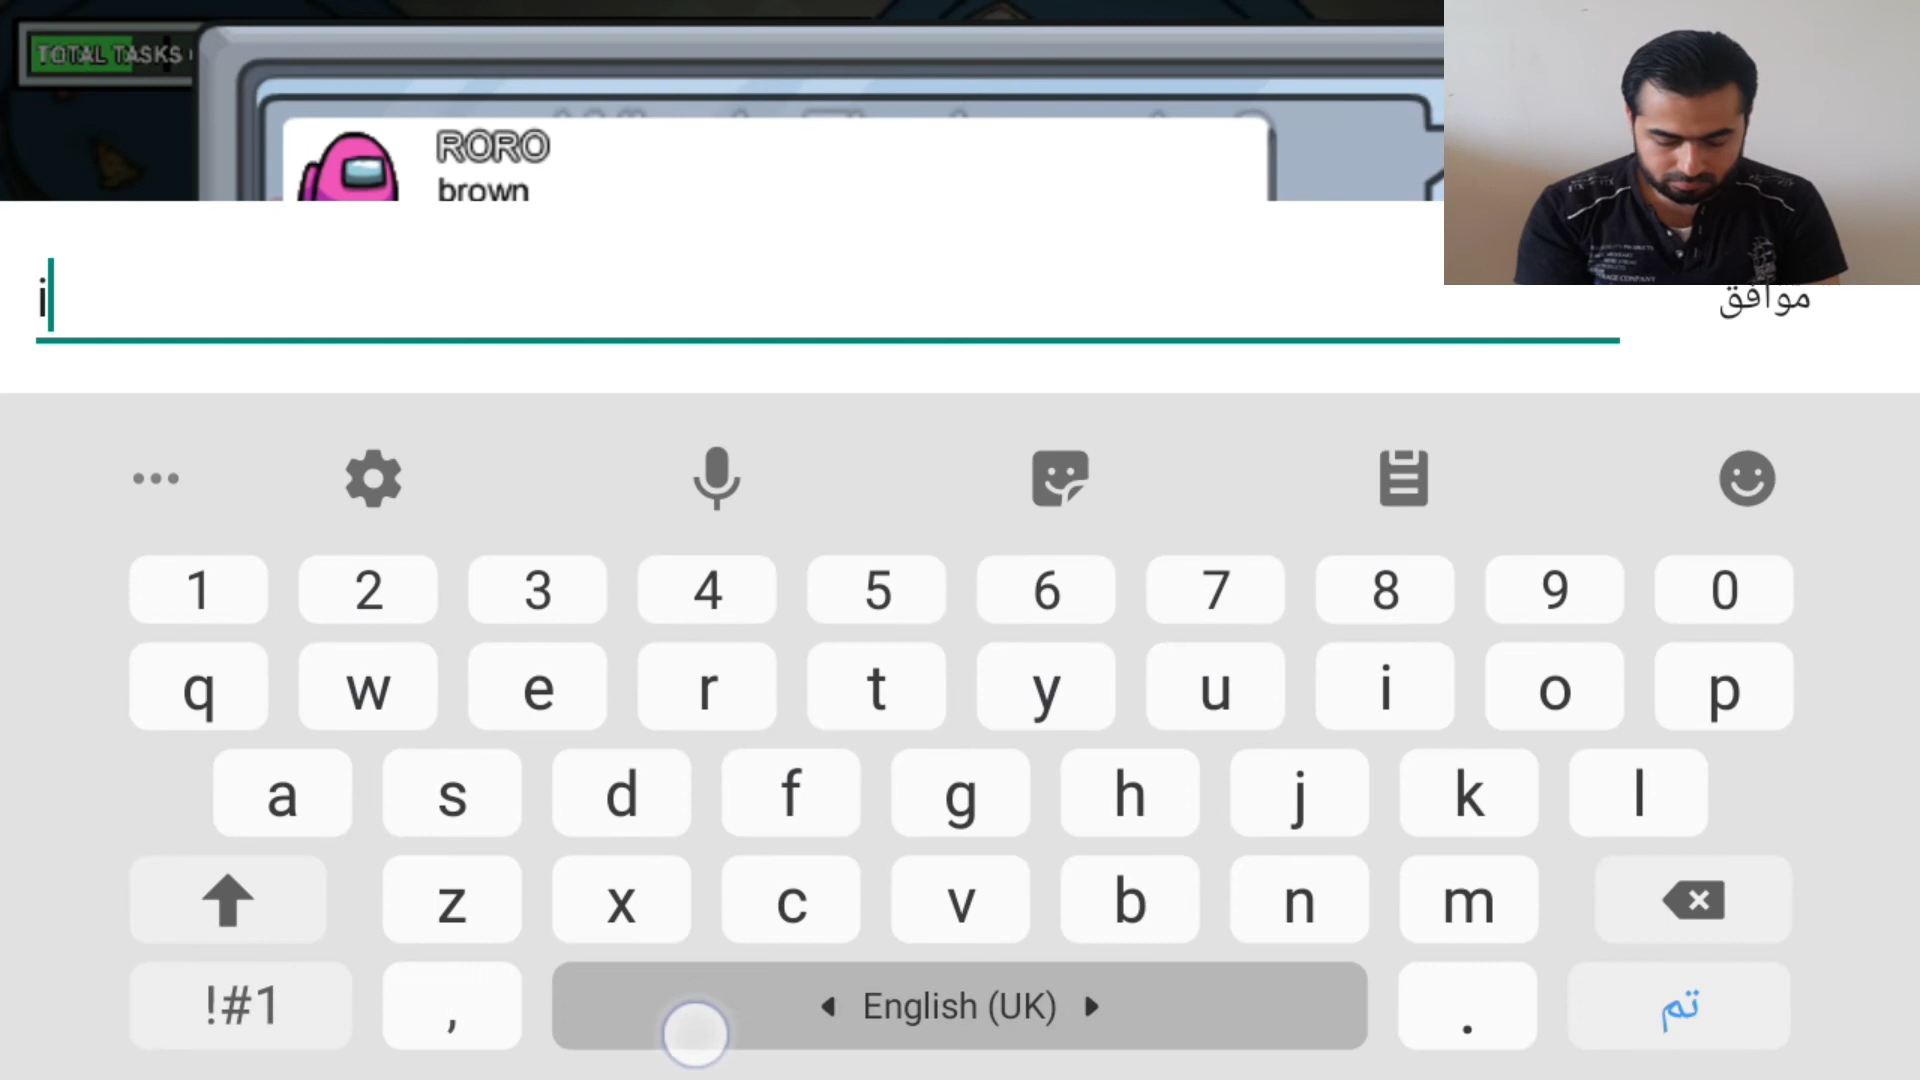 TOTAL TASKS
RORO
brown
i
موافق
1 2 3 4 5 6 7 8 9 0
q w e r t y u i o p
a s d f g h j k l
z x c v b n m
!#1 , English (UK) . تم